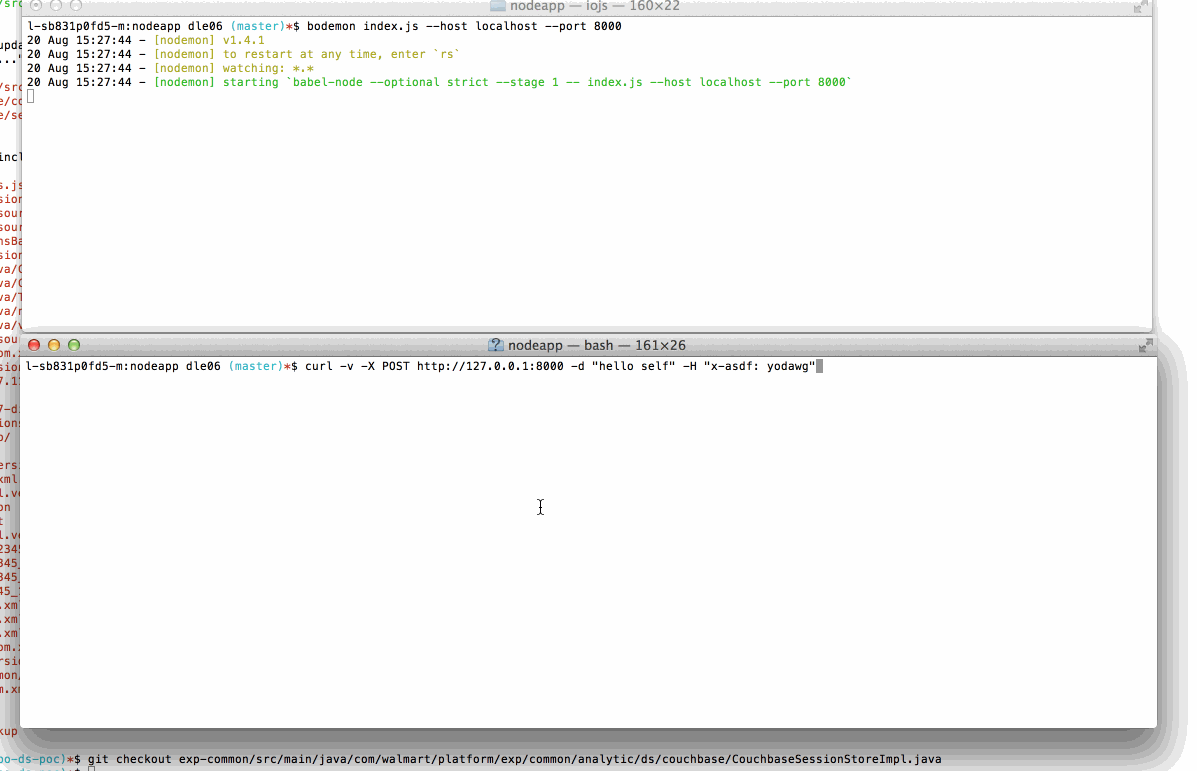 nodeapp — iojs — 160×22
l-sb831p0fd5-m:nodeapp dle06 (master)*$ bodemon index.js --host localhost --port 8000
20 Aug 15:27:44 - [nodemon] v1.4.1
20 Aug 15:27:44 - [nodemon] to restart at any time, enter `rs`
20 Aug 15:27:44 - [nodemon] watching: *.*
20 Aug 15:27:44 - [nodemon] starting `babel-node --optional strict --stage 1 -- index.js --host localhost --port 8000`
nodeapp — bash — 161×26
l-sb831p0fd5-m:nodeapp dle06 (master)*$ curl -v -X POST http://127.0.0.1:8000 -d "hello self" -H "x-asdf: yodawg"
oo-ds-poc)*$ git checkout exp-common/src/main/java/com/walmart/platform/exp/common/analytic/ds/couchbase/CouchbaseSessionStoreImpl.java